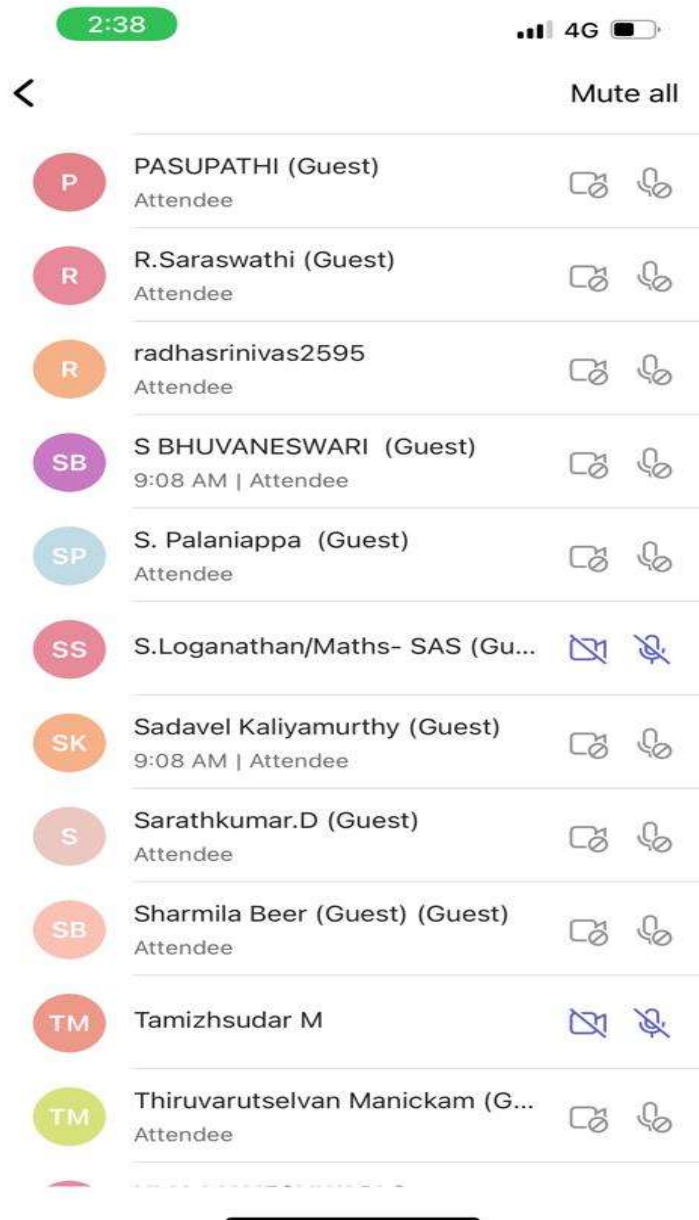 2:38
4G
Mute all
P
PASUPATHI (Guest)
Attendee
R
R.Saraswathi (Guest)
Attendee
R
radhasrinivas2595
Attendee
SB
S BHUVANESWARI (Guest)
9:08 AM | Attendee
SP
S. Palaniappa (Guest)
Attendee
SS
S.Loganathan/Maths- SAS (Gu...
SK
Sadavel Kaliyamurthy (Guest)
9:08 AM | Attendee
S
Sarathkumar.D (Guest)
Attendee
SB
Sharmila Beer (Guest) (Guest)
Attendee
TM
Tamizhsudar M
TM
Thiruvarutselvan Manickam (G...
Attendee